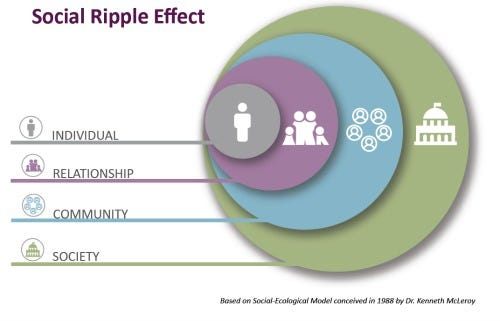 Social Ripple Effect
INDIVIDUAL
RELATIONSHIP
COMMUNITY
SOCIETY
Based on Social-Ecological Model conceived in 1988 by Dr. Kenneth McLeroy